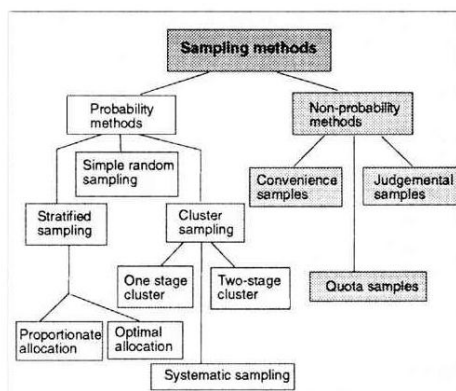 Sampling methods
Probability
methods
Non-probability
methods
Simple random
sampling
Convenience
samples
Judgemental
samples
Stratified
sampling
Cluster
sampling
One stage
cluster
Two-stage
cluster
Quota samples
Proportionate
allocation
Optimal
allocation
Systematic sampling